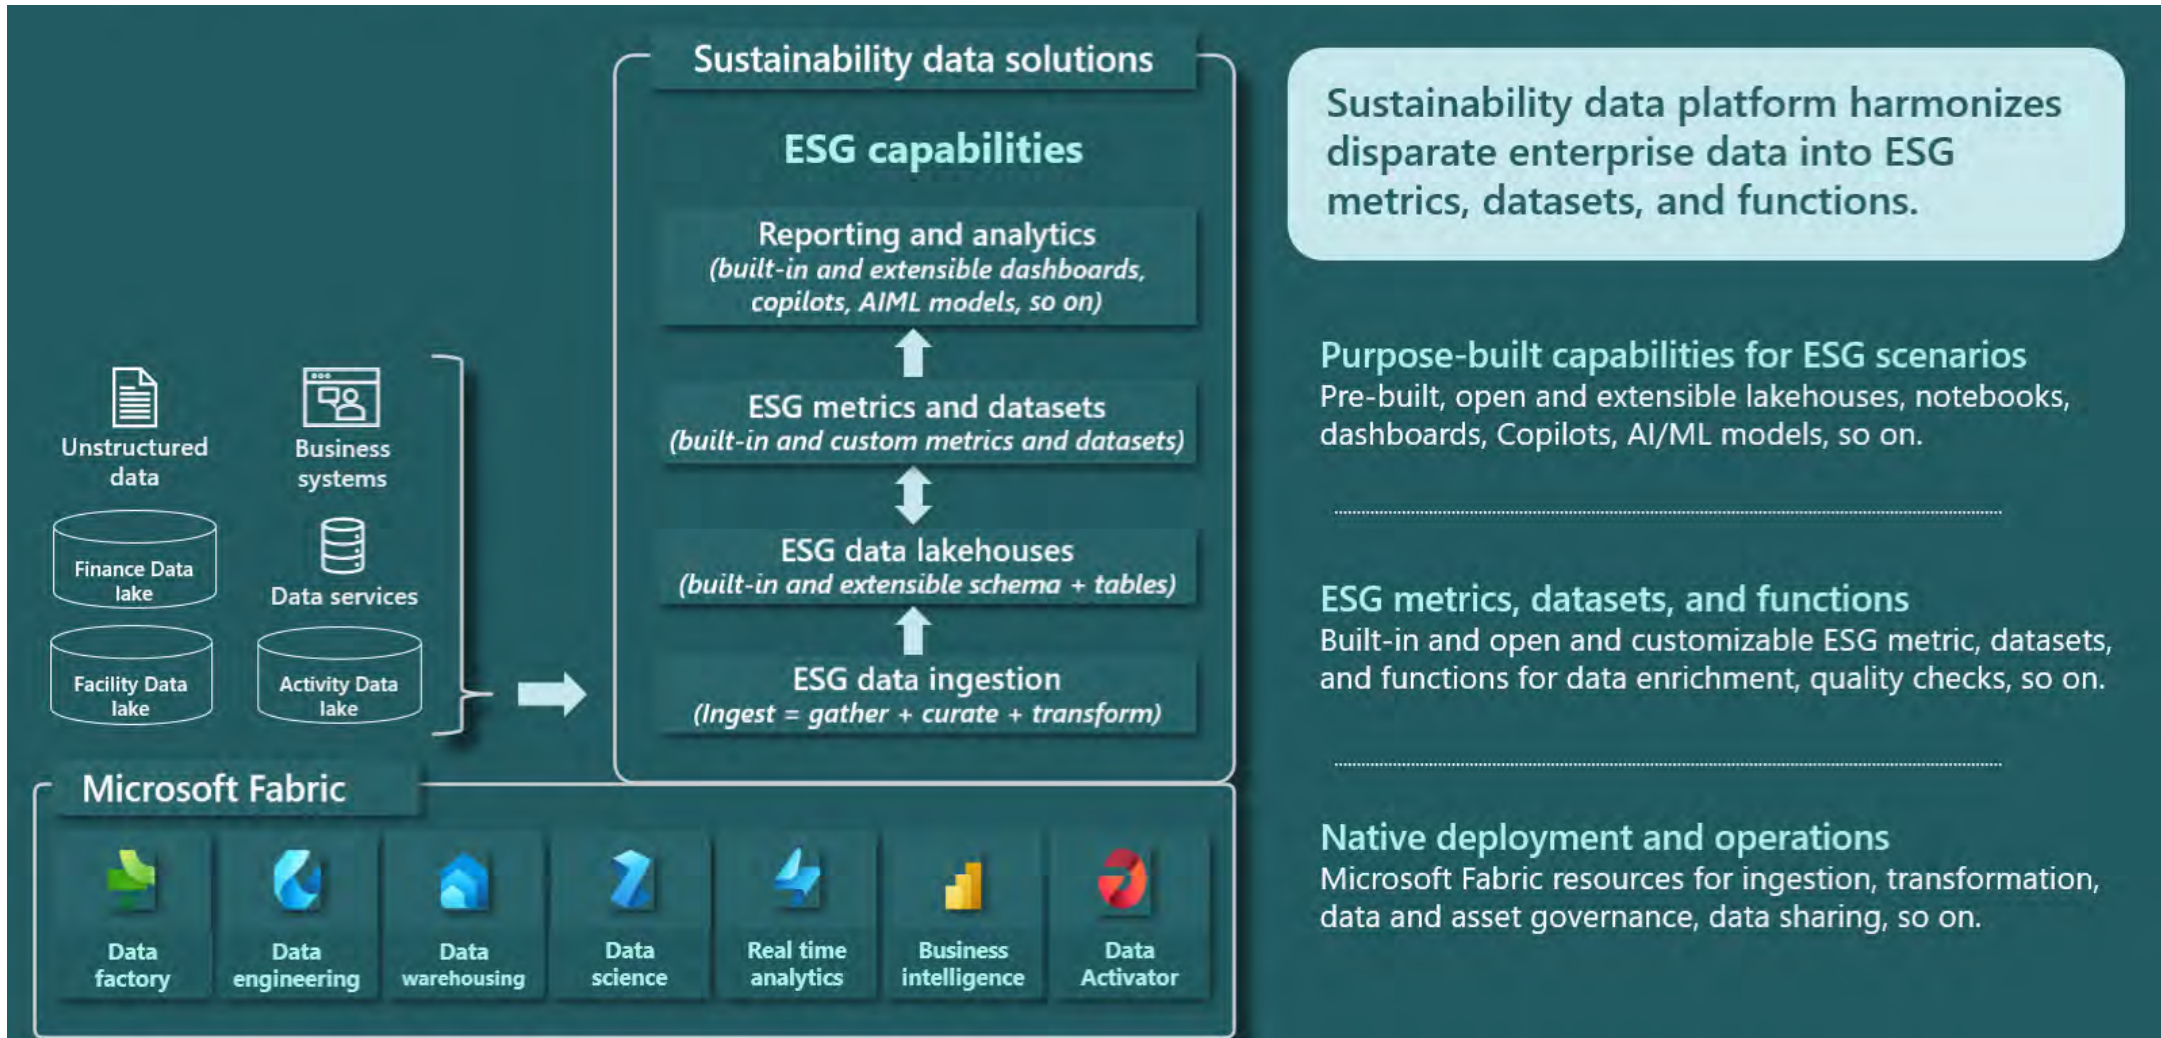 Sustainability data solutions
ESG capabilities
Reporting and analytics
(built-in and extensible dashboards,
copilots, AIML models, so on)
ESG metrics and datasets
(built-in and custom metrics and datasets)
ESG data lakehouses
(built-in and extensible schema + tables)
ESG data ingestion
(Ingest = gather + curate + transform)
Unstructured
data
Business
systems
Finance Data
lake
Data services
Facility Data
lake
Activity Data
lake
Microsoft Fabric
Data
factory
Data
engineering
Data
warehousing
Data
science
Real time
analytics
Business
intelligence
Data
Activator
Sustainability data platform harmonizes
disparate enterprise data into ESG
metrics, datasets, and functions.
Purpose-built capabilities for ESG scenarios
Pre-built, open and extensible lakehouses, notebooks,
dashboards, Copilots, AI/ML models, so on.
ESG metrics, datasets, and functions
Built-in and open and customizable ESG metric, datasets,
and functions for data enrichment, quality checks, so on.
Native deployment and operations
Microsoft Fabric resources for ingestion, transformation,
data and asset governance, data sharing, so on.